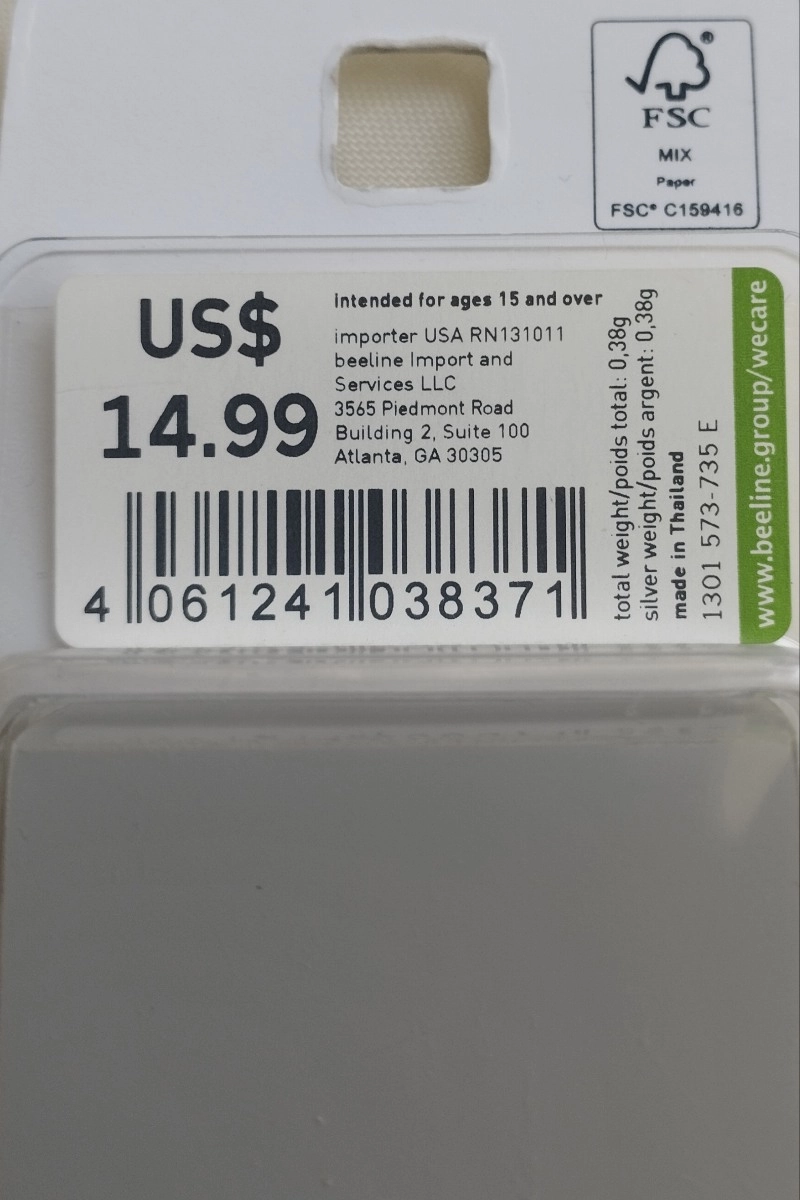 FSC®
MIX
Paper
FSC® C159416
US$
14.99
intended for ages 15 and over
importer USA RN131011
beeline Import and
Services LLC
3565 Piedmont Road
Building 2, Suite 100
Atlanta, GA 30305
4 061241 038371
total weight/poids total: 0,38g
silver weight/poids argent: 0,38g
made in Thailand
1301 573-735 E
www.beeline.group/wecare